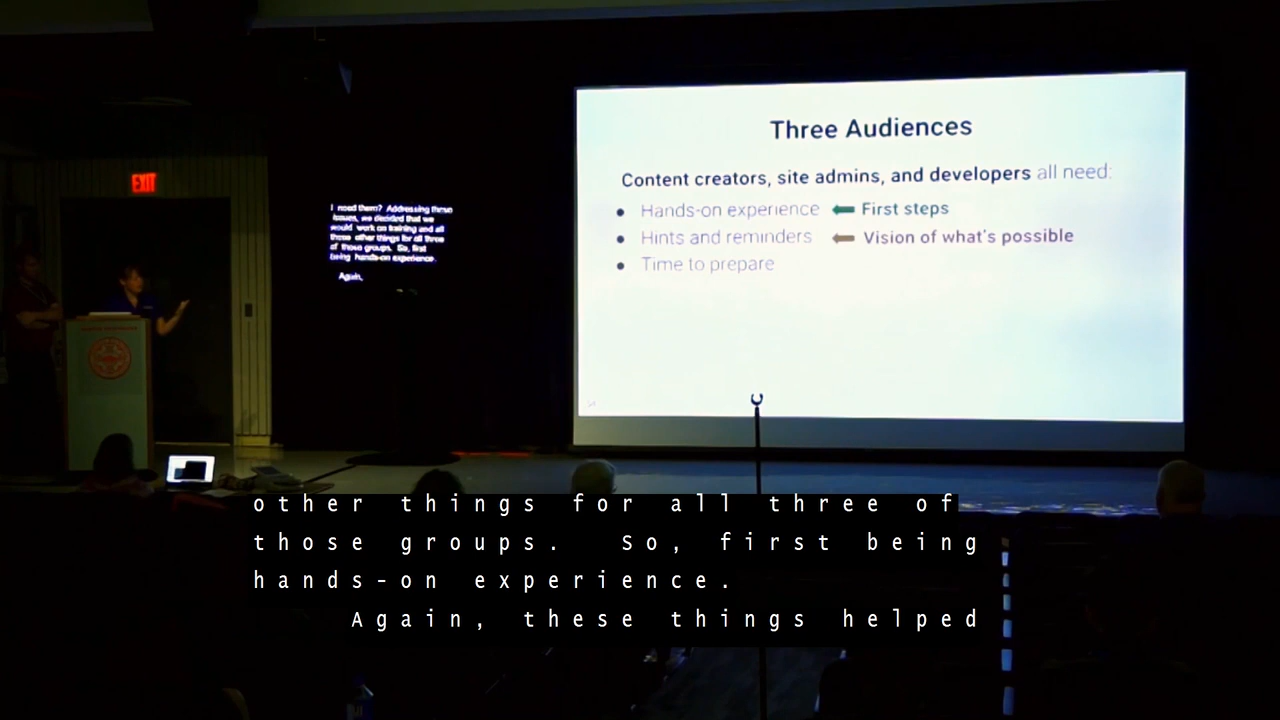 Three Audiences
Content creators, site admins, and developers all need:
• Hands-on experience ← First steps
• Hints and reminders ← Vision of what's possible
• Time to prepare
EXIT
I need them? Addressing these
issues, we decided that we
would work on training and all
those other things for all three
of those groups. So, first
being hands-on experience.
Again,
other things for all three of
those groups. So, first being
hands-on experience.
Again, these things helped